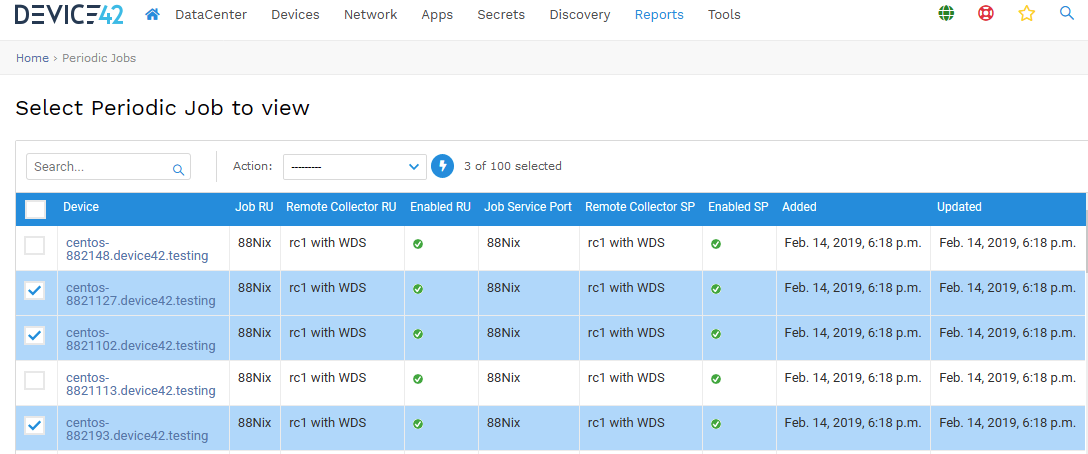 DEVICE42 DataCenter Devices Network Apps Secrets Discovery Reports Tools
Home › Periodic Jobs
Select Periodic Job to view
Search... Action: --------- 3 of 100 selected
Device Job RU Remote Collector RU Enabled RU Job Service Port Remote Collector SP Enabled SP Added Updated
centos- 88Nix rc1 with WDS 88Nix rc1 with WDS Feb. 14, 2019, 6:18 p.m. Feb. 14, 2019, 6:18 p.m.
882148.device42.testing
centos- 88Nix rc1 with WDS 88Nix rc1 with WDS Feb. 14, 2019, 6:18 p.m. Feb. 14, 2019, 6:18 p.m.
8821127.device42.testing
centos- 88Nix rc1 with WDS 88Nix rc1 with WDS Feb. 14, 2019, 6:18 p.m. Feb. 14, 2019, 6:18 p.m.
8821102.device42.testing
centos- 88Nix rc1 with WDS 88Nix rc1 with WDS Feb. 14, 2019, 6:18 p.m. Feb. 14, 2019, 6:18 p.m.
8821113.device42.testing
centos- 88Nix rc1 with WDS 88Nix rc1 with WDS Feb. 14, 2019, 6:18 p.m. Feb. 14, 2019, 6:18 p.m.
882193.device42.testing